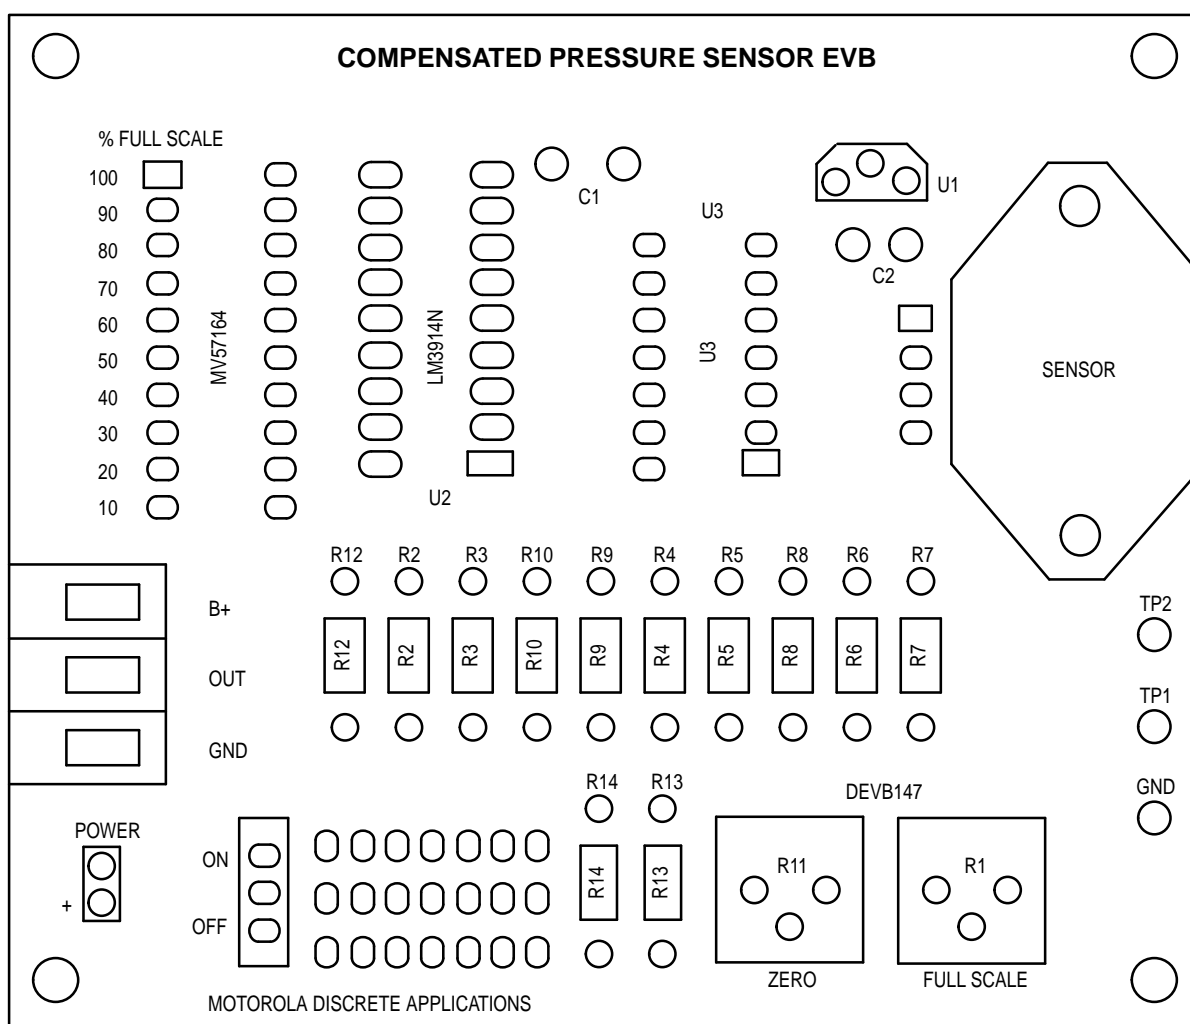 COMPENSATED PRESSURE SENSOR EVB
% FULL SCALE
100
90
80
70
60
50
40
30
20
10
MV57164
LM3914N
U2
C1
U3
U3
U1
C2
SENSOR
R12 R2 R3 R10 R9 R4 R5 R8 R6 R7
R12 R2 R3 R10 R9 R4 R5 R8 R6 R7
B+
OUT
GND
TP2
TP1
GND
POWER
+
ON
OFF
R14 R13
R14 R13
DEVB147
R11
R1
ZERO
FULL SCALE
MOTOROLA DISCRETE APPLICATIONS